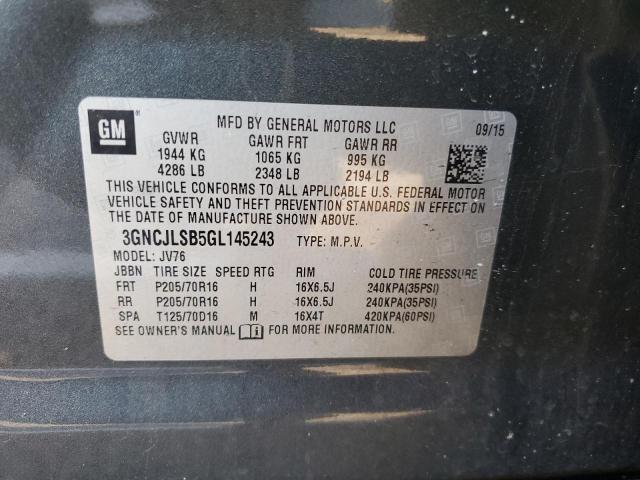 GM
MFD BY GENERAL MOTORS LLC 09/15
GVWR GAWR FRT GAWR RR
1944 KG 1065 KG 995 KG
4286 LB 2348 LB 2194 LB
THIS VEHICLE CONFORMS TO ALL APPLICABLE U.S. FEDERAL MOTOR
VEHICLE SAFETY AND THEFT PREVENTION STANDARDS IN EFFECT ON
THE DATE OF MANUFACTURE SHOWN ABOVE.
3GNCJLSB5GL145243 TYPE: M.P.V.
MODEL: JV76
JBBN TIRE SIZE SPEED RTG RIM COLD TIRE PRESSURE
FRT P205/70R16 H 16X6.5J 240KPA(35PSI)
RR P205/70R16 H 16X6.5J 240KPA(35PSI)
SPA T125/70D16 M 16X4T 420KPA(60PSI)
SEE OWNER'S MANUAL FOR MORE INFORMATION.